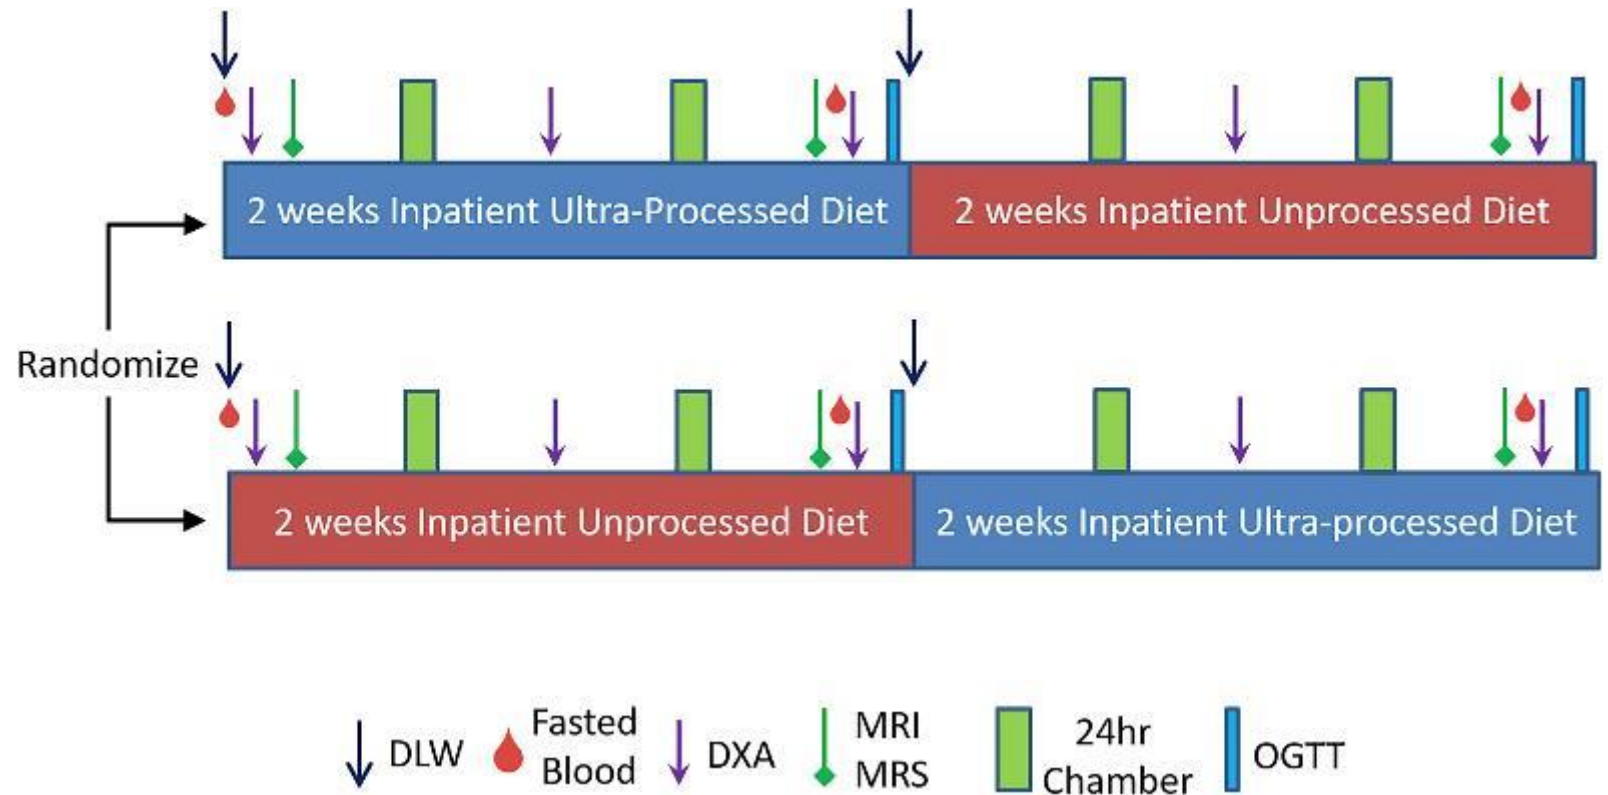 2 weeks Inpatient Ultra-Processed Diet
2 weeks Inpatient Unprocessed Diet
Randomize
2 weeks Inpatient Unprocessed Diet
2 weeks Inpatient Ultra-processed Diet
DLW
Fasted
Blood
DXA
MRI
MRS
24hr
Chamber
OGTT